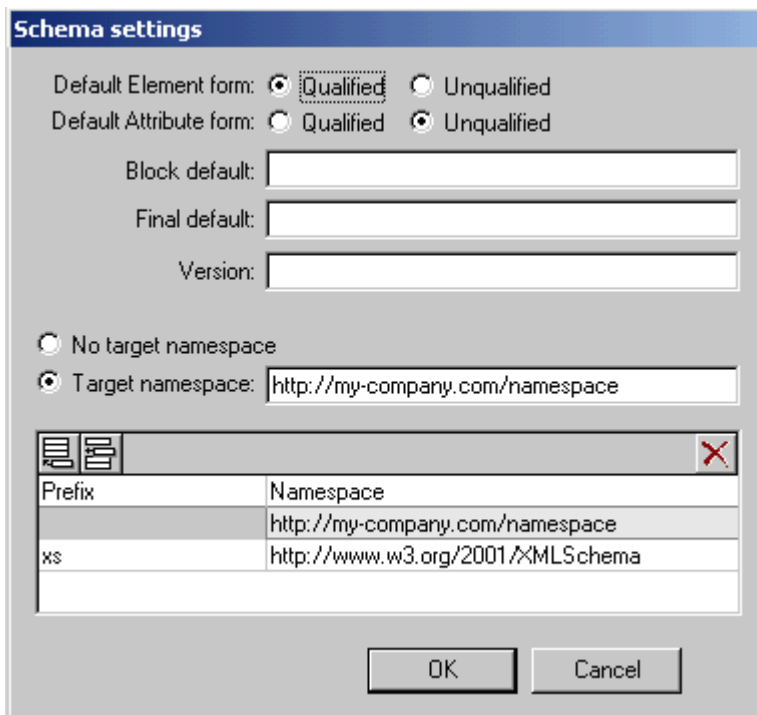 Schema settings
Default Element form: Qualified Unqualified
Default Attribute form: Qualified Unqualified
Block default:
Final default:
Version:
No target namespace
Target namespace: http://my-company.com/namespace
Prefix Namespace
http://my-company.com/namespace
xs http://www.w3.org/2001/XMLSchema
OK Cancel